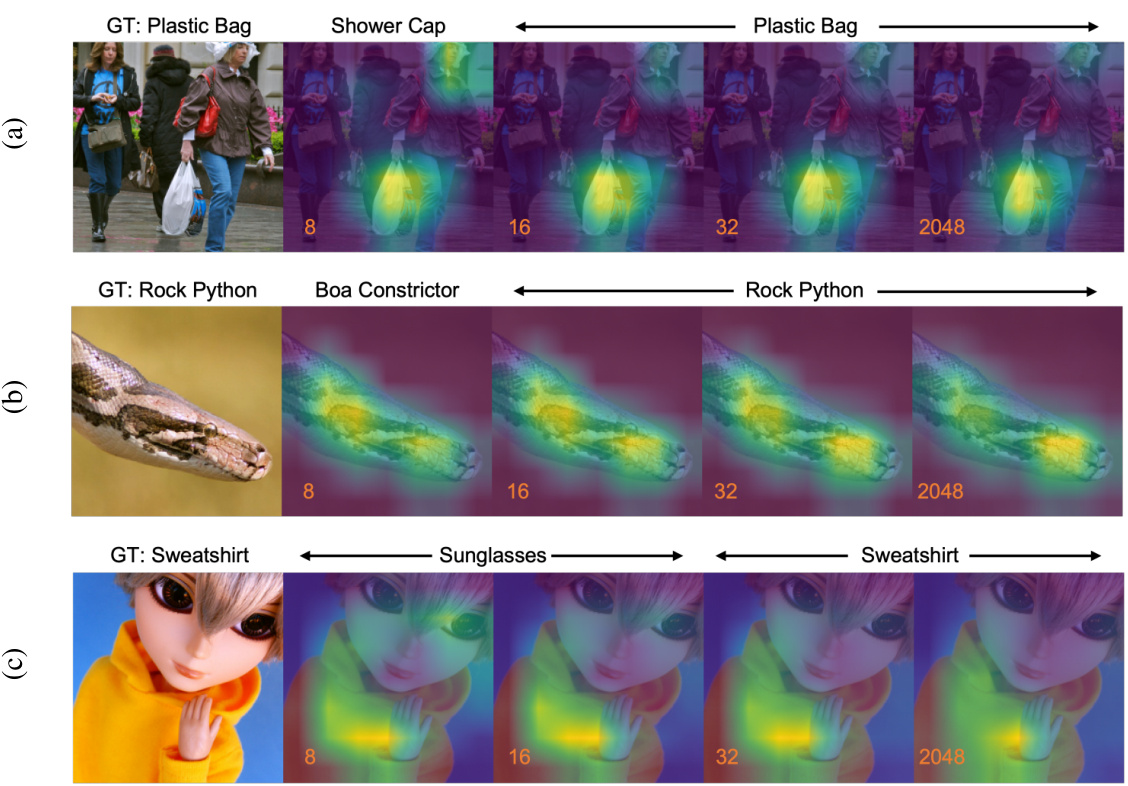 GT: Plastic Bag Shower Cap Plastic Bag
(a)
8 16 32 2048
GT: Rock Python Boa Constrictor Rock Python
(b)
8 16 32 2048
GT: Sweatshirt Sunglasses Sweatshirt
(c)
8 16 32 2048